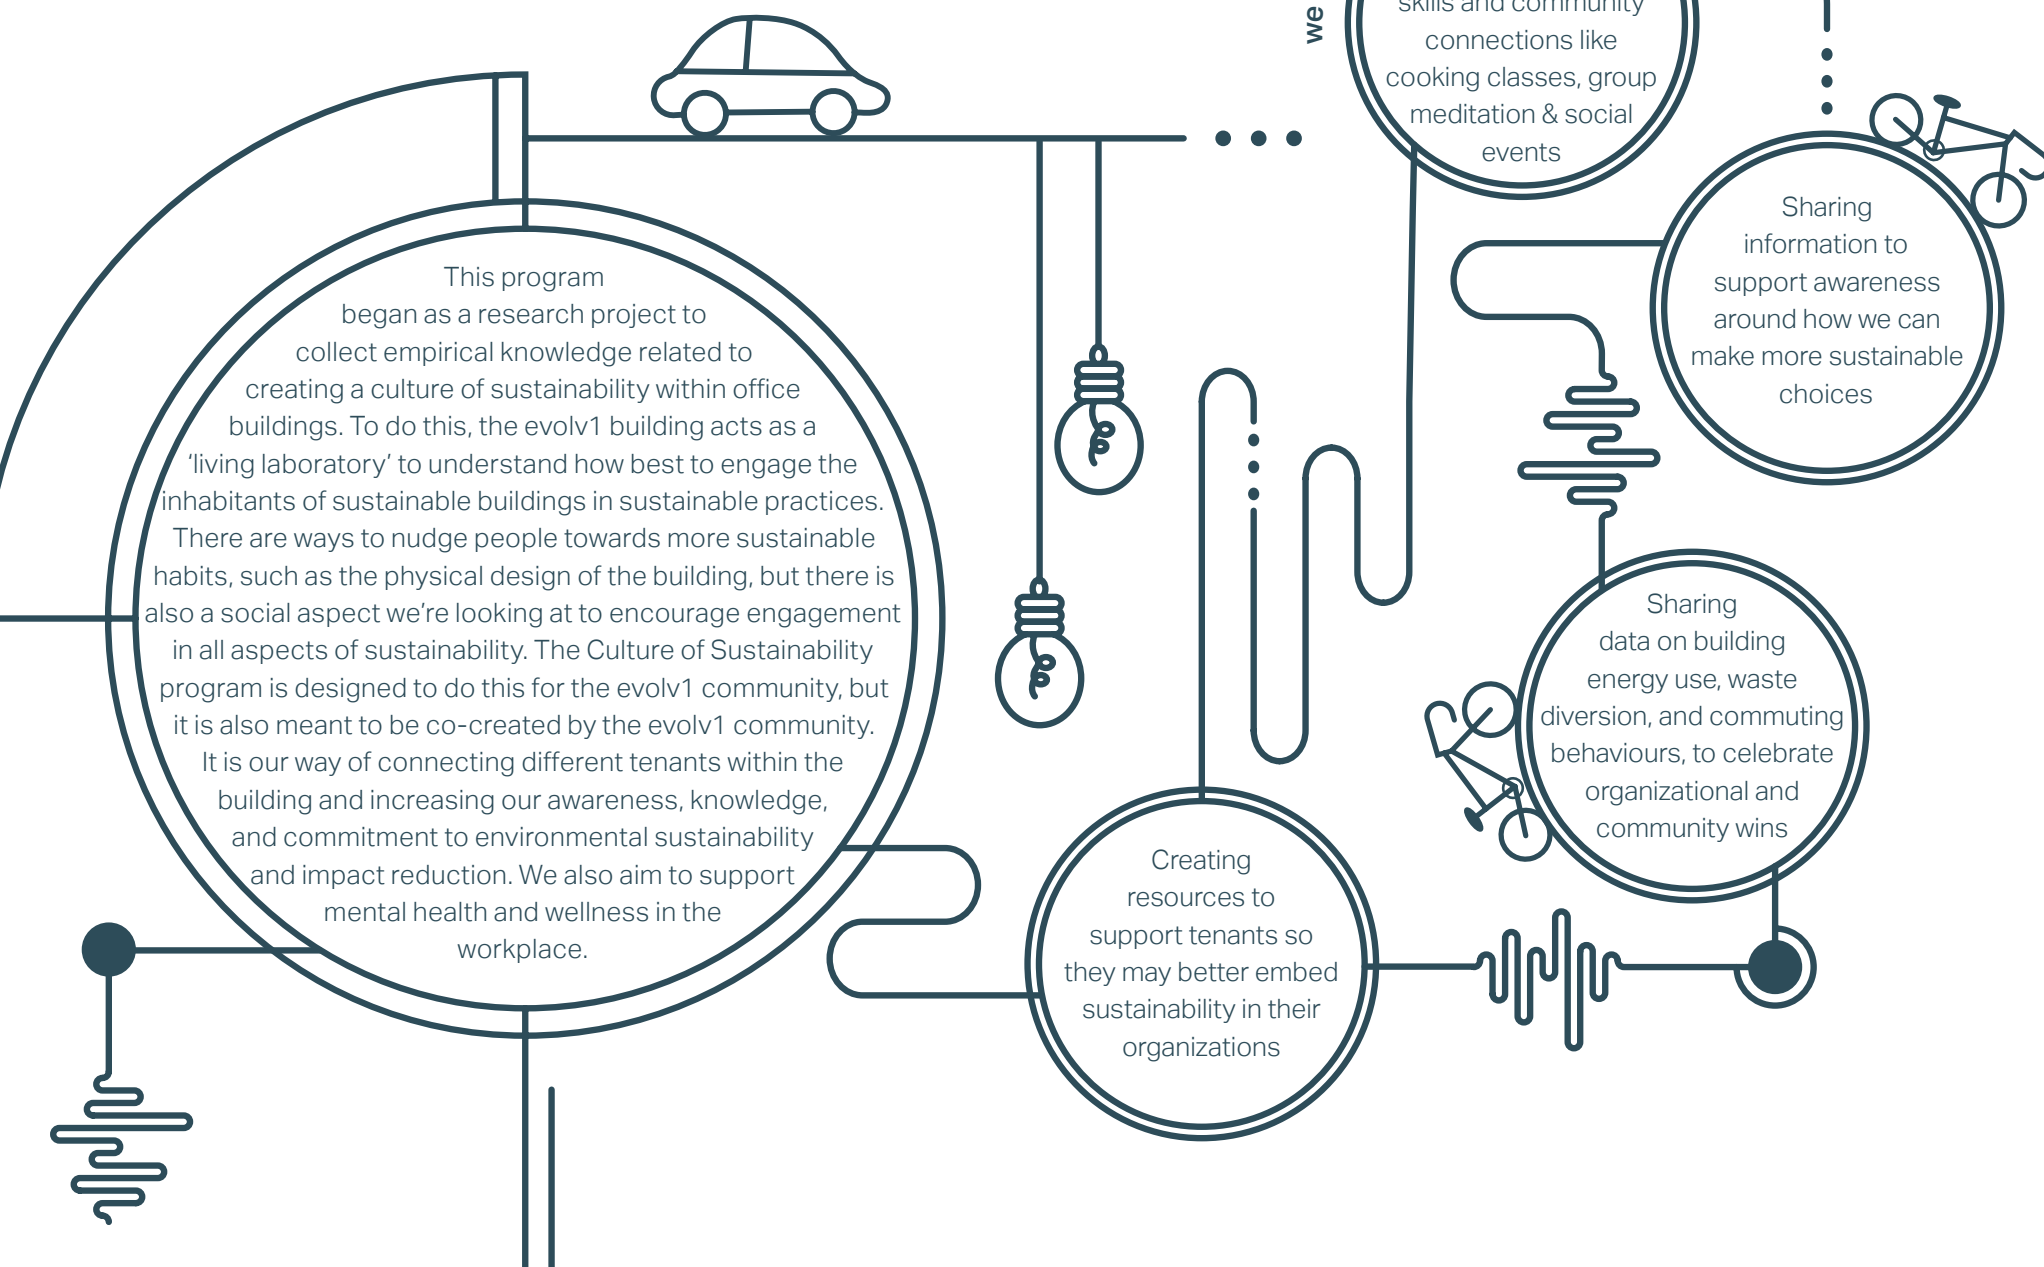 This program
began as a research project to
collect empirical knowledge related to
creating a culture of sustainability within office
buildings. To do this, the evolv1 building acts as a
‘living laboratory’ to understand how best to engage the
inhabitants of sustainable buildings in sustainable practices.
There are ways to nudge people towards more sustainable
habits, such as the physical design of the building, but there is
also a social aspect we’re looking at to encourage engagement
in all aspects of sustainability. The Culture of Sustainability
program is designed to do this for the evolv1 community, but
it is also meant to be co-created by the evolv1 community.
It is our way of connecting different tenants within the
building and increasing our awareness, knowledge,
and commitment to environmental sustainability
and impact reduction. We also aim to support
mental health and wellness in the
workplace.
we
skills and community
connections like
cooking classes, group
meditation & social
events
Sharing
information to
support awareness
around how we can
make more sustainable
choices
Sharing
data on building
energy use, waste
diversion, and commuting
behaviours, to celebrate
organizational and
community wins
Creating
resources to
support tenants so
they may better embed
sustainability in their
organizations